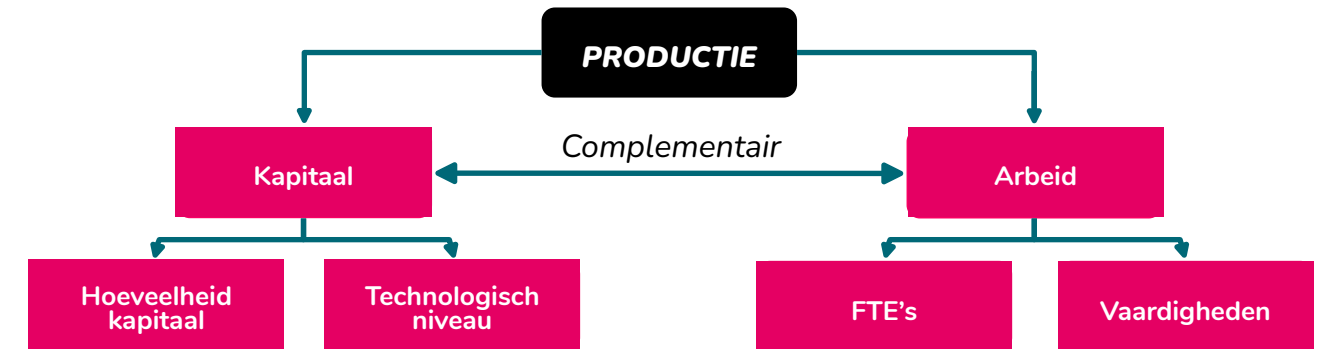 PRODUCTIE
Complementair
Kapitaal
Arbeid
Hoeveelheid
kapitaal
Technologisch
niveau
FTE's
Vaardigheden